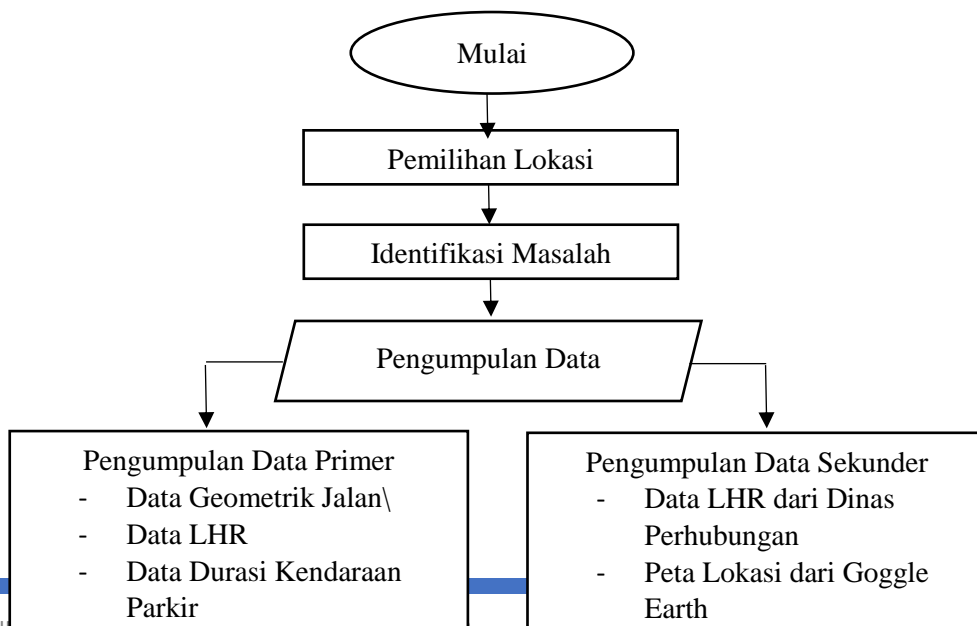 Mulai
Pemilihan Lokasi
Identifikasi Masalah
Pengumpulan Data
Pengumpulan Data Primer
- Data Geometrik Jalan\
- Data LHR
- Data Durasi Kendaraan
Parkir
Pengumpulan Data Sekunder
- Data LHR dari Dinas
Perhubungan
- Peta Lokasi dari Goggle
Earth